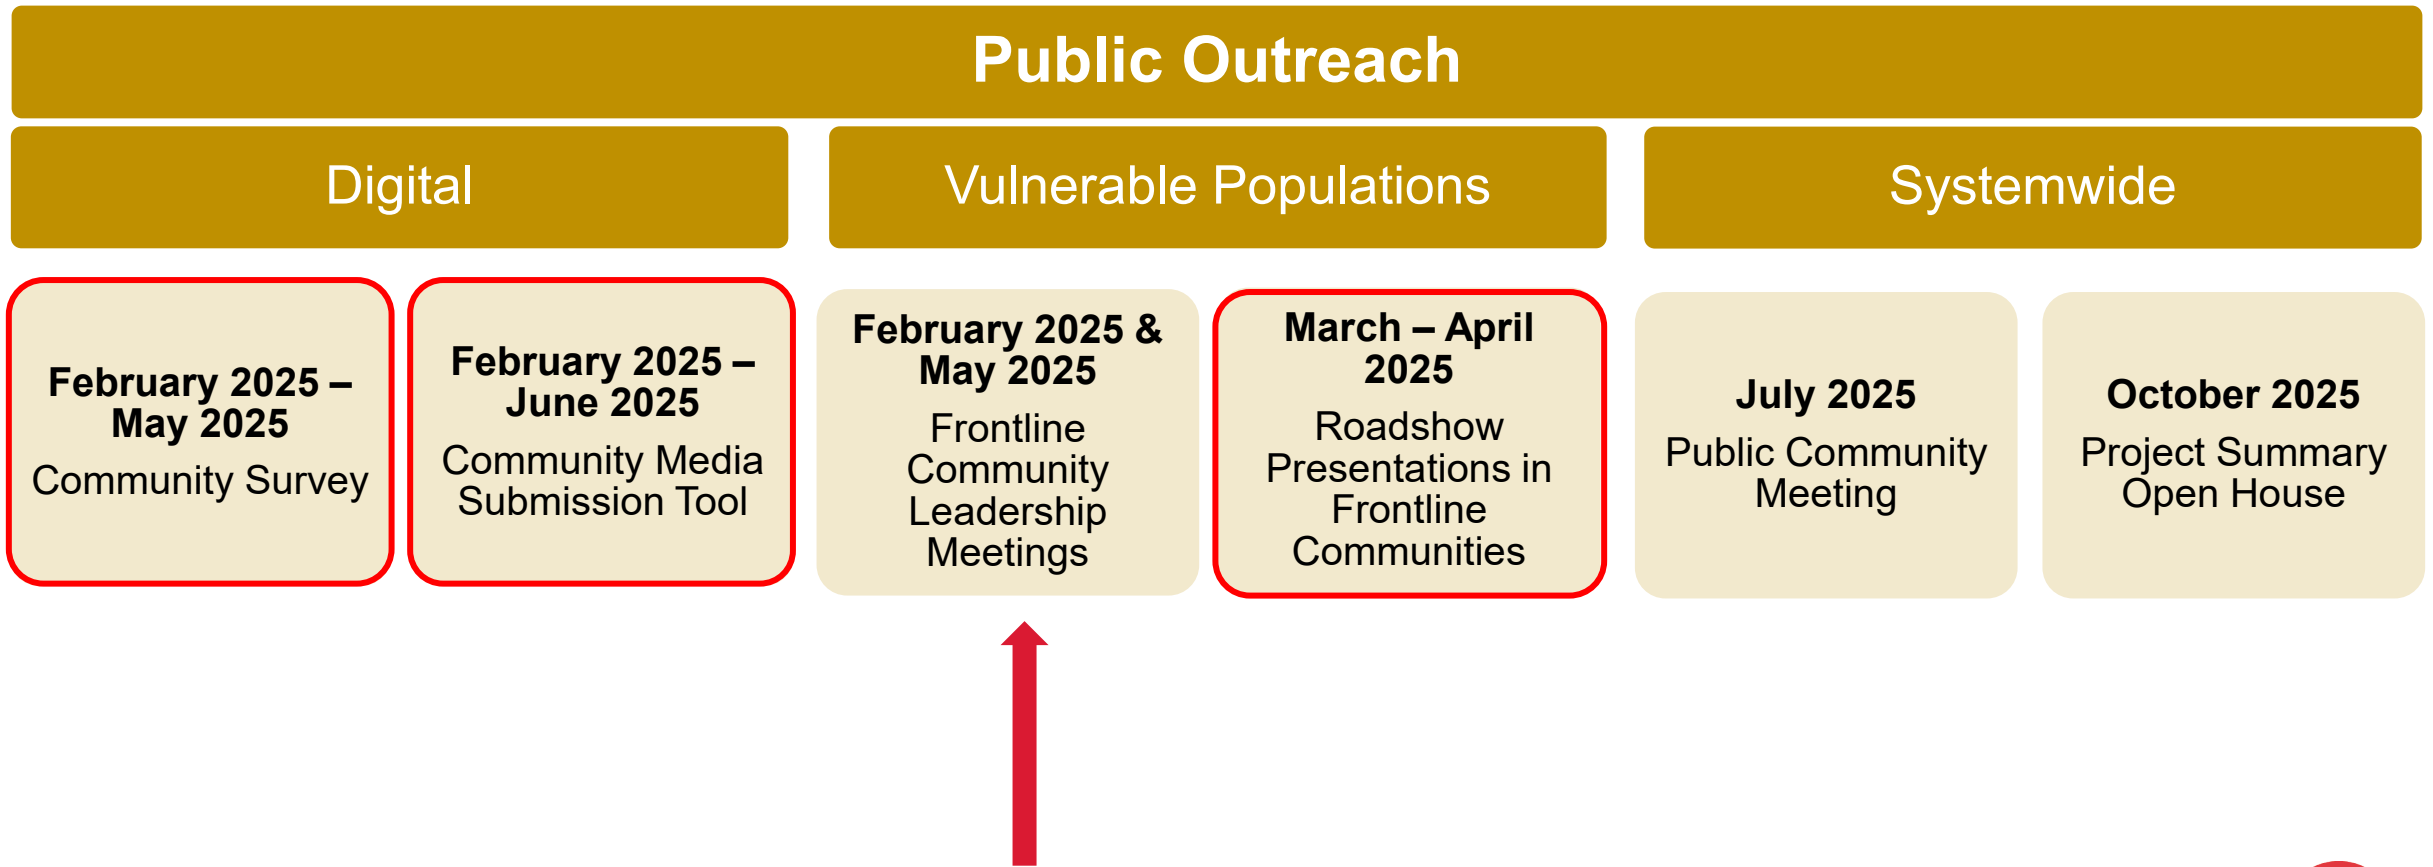 Public Outreach
Digital
Vulnerable Populations
Systemwide
February 2025 –
May 2025
Community Survey
February 2025 –
June 2025
Community Media
Submission Tool
February 2025 &
May 2025
Frontline
Community
Leadership
Meetings
March – April
2025
Roadshow
Presentations in
Frontline
Communities
July 2025
Public Community
Meeting
October 2025
Project Summary
Open House